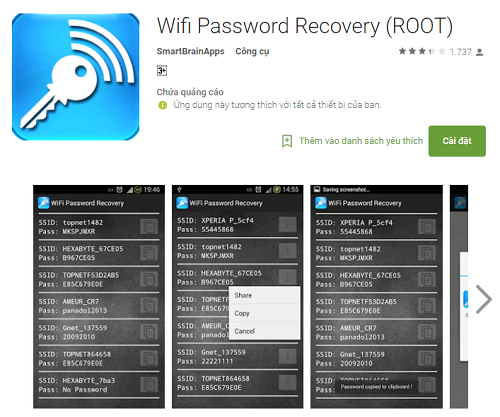 Wifi Password Recovery (ROOT)
SmartBrainApps Công cụ
1.737
3+
Chứa quảng cáo
Ứng dụng này tương thích với tất cả thiết bị của bạn.
Thêm vào danh sách yêu thích
Cài đặt
19:46
WiFi Password Recovery
SSID: topnet1482
Pass: MKSPJMXR
SSID: HEXABYTE_67CE05
Pass: B967CE05
SSID: TOPNETF53D2AB5
Pass: E85C679E0E
SSID: AMEUR_CR7
Pass: panado12013
SSID: Gnet_137559
Pass: 20092010
SSID: TOPNET864658
Pass: E85C679E0E
SSID: HEXABYTE_7ba3
Pass: No Password
14:55
WiFi Password Recovery
SSID: XPERIA P_5cf4
Pass: 55445868
SSID: topnet1482
Pass: MKSPJMXR
SSID: HEXABYTE_67CE05
Pass: B967CE05
SSID: TOPNETF
Pass: E85C679
SSID: AMEUR_C
Pass: panado1
Share
Copy
Cancel
SSID: Gnet_137559
Pass: 22221111
SSID: TOPNET864658
Pass: E85C679E0E
Saving screenshot...
WiFi Password Recovery
SSID: XPERIA P_5cf4
Pass: 55445868
SSID: topnet1482
Pass: MKSPJMXR
SSID: HEXABYTE_67CE05
Pass: B967CE05
SSID: TOPNETF53D2AB5
Pass: E85C679E0E
SSID: AMEUR_CR7
Pass: panado12013
SSID: Gnet_137559
Pass: 20092010
SSID: TOPNET864628
Pass:
Password copied to clipboard !